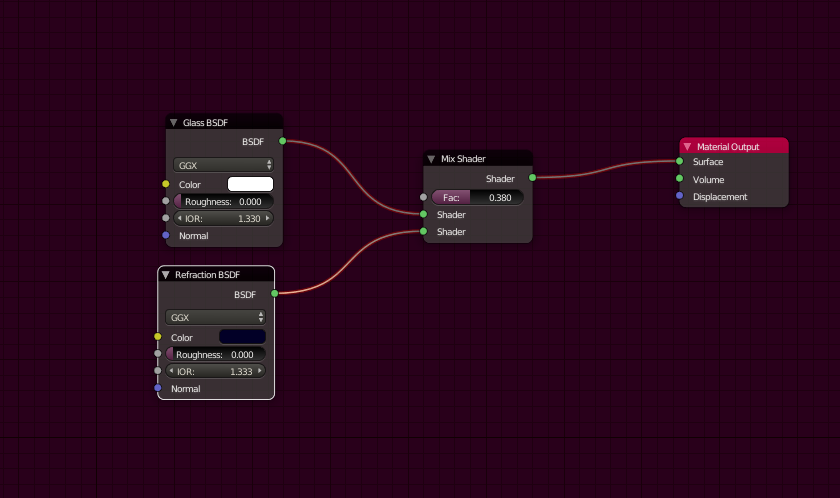 Glass BSDF
BSDF
GGX
Color
Roughness: 0.000
IOR: 1.330
Normal
Refraction BSDF
BSDF
GGX
Color
Roughness: 0.000
IOR: 1.333
Normal
Mix Shader
Shader
Fac: 0.380
Shader
Shader
Material Output
Surface
Volume
Displacement